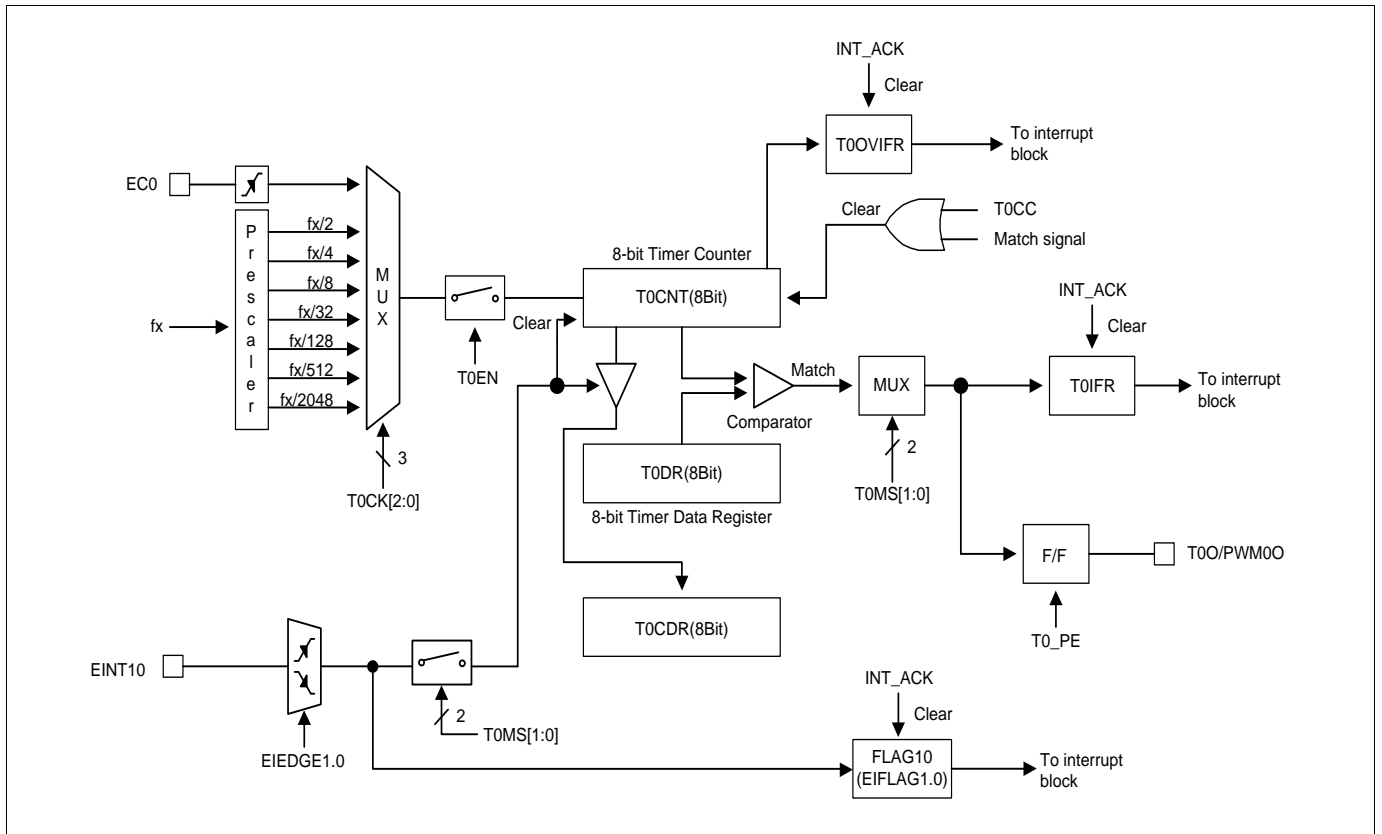 INT_ACK
Clear
T0OVIFR
To interrupt
block
EC0
Prescaler
fx/2
fx/4
fx/8
fx/32
fx/128
fx/512
fx/2048
fx
MUX
3
T0CK[2:0]
T0EN
Clear
T0CC
Match signal
8-bit Timer Counter
T0CNT(8Bit)
Clear
Match
Comparator
MUX
2
T0MS[1:0]
INT_ACK
Clear
T0IFR
To interrupt
block
T0DR(8Bit)
8-bit Timer Data Register
F/F
T0O/PWM0O
T0_PE
T0CDR(8Bit)
EINT10
EIEDGE1.0
2
T0MS[1:0]
INT_ACK
Clear
FLAG10
(EIFLAG1.0)
To interrupt
block